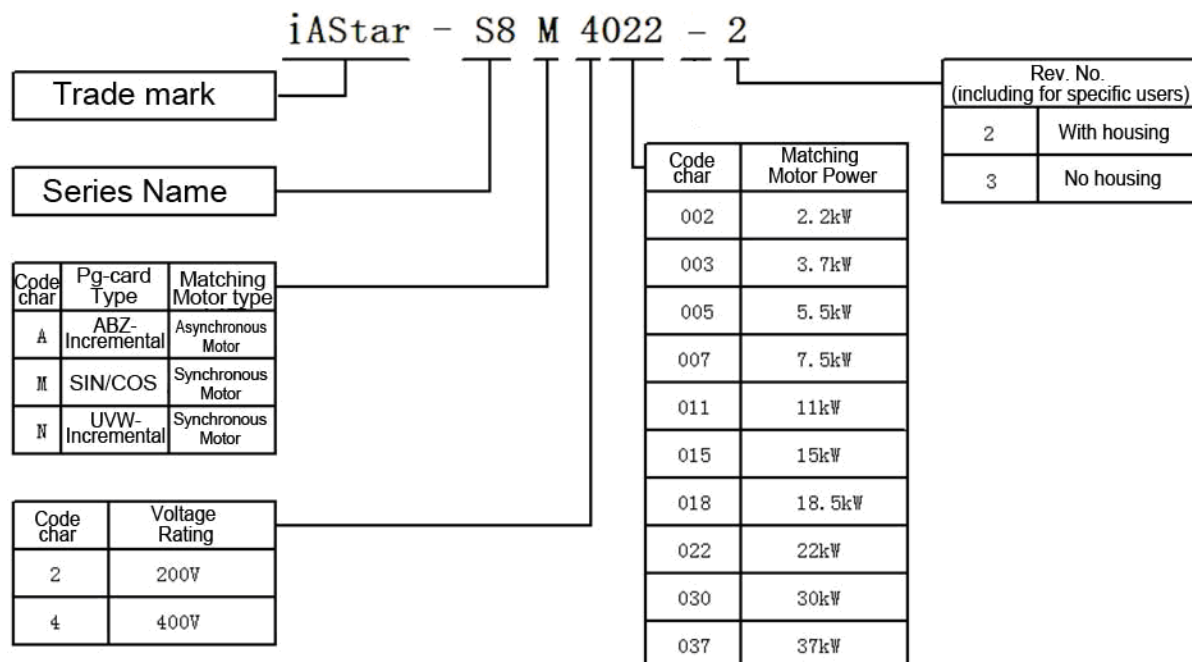 iAStar - S8 M 4022 - 2
Trade mark
Series Name
Code char | Pg-card Type | Matching Motor type
A | ABZ-Incremental | Asynchronous Motor
M | SIN/COS | Synchronous Motor
N | UVW-Incremental | Synchronous Motor
Code char | Voltage Rating
2 | 200V
4 | 400V
Code char | Matching Motor Power
002 | 2.2kW
003 | 3.7kW
005 | 5.5kW
007 | 7.5kW
011 | 11kW
015 | 15kW
018 | 18.5kW
022 | 22kW
030 | 30kW
037 | 37kW
Rev. No.
(including for specific users)
2 | With housing
3 | No housing